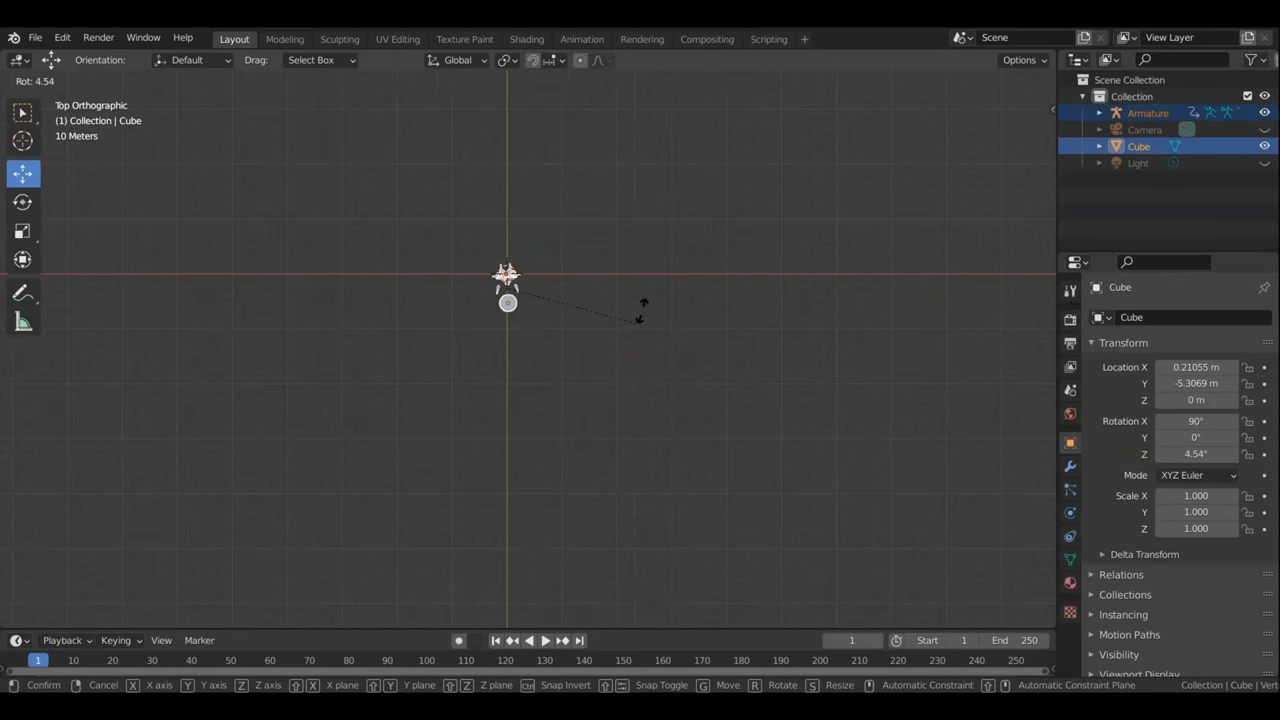 File Edit Render Window Help Layout Modeling Sculpting UV Editing Texture Paint Shading Animation Rendering Compositing Scripting + Scene View Layer
Orientation: Default Drag: Select Box Global Options
Rot: 4.54
Top Orthographic
(1) Collection | Cube
10 Meters
Scene Collection
Collection
Armature
Camera
Cube
Light
Cube
Cube
Transform
Location X 0.21055 m
Y -5.3069 m
Z 0 m
Rotation X 90°
Y 0°
Z 4.54°
Mode XYZ Euler
Scale X 1.000
Y 1.000
Z 1.000
Delta Transform
Relations
Collections
Instancing
Motion Paths
Visibility
Viewport Display
Playback Keying View Marker 1 Start 1 End 250
1 10 20 30 40 50 60 70 80 90 100 110 120 130 140 150 160 170 180 190 200 210 220 230 240 250
Confirm Cancel X X axis Y Y axis Z Z axis X X plane Y Y plane Z Z plane Ctrl Snap Invert Snap Toggle G Move R Rotate S Resize Automatic Constraint Automatic Constraint Plane Collection | Cube | Vert